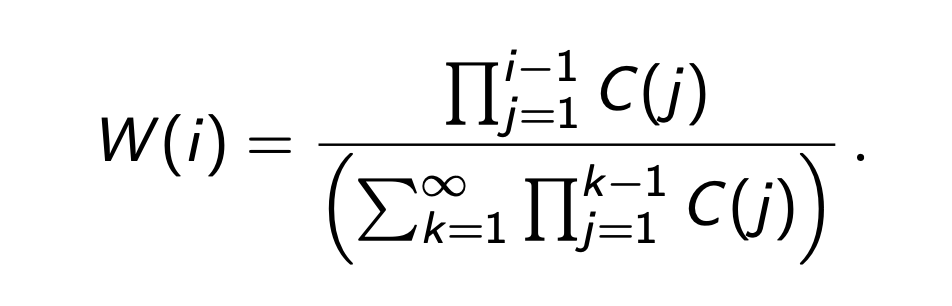 W(i) = \frac{\prod_{j=1}^{i-1} C(j)}{\left( \sum_{k=1}^{\infty} \prod_{j=1}^{k-1} C(j) \right)} .